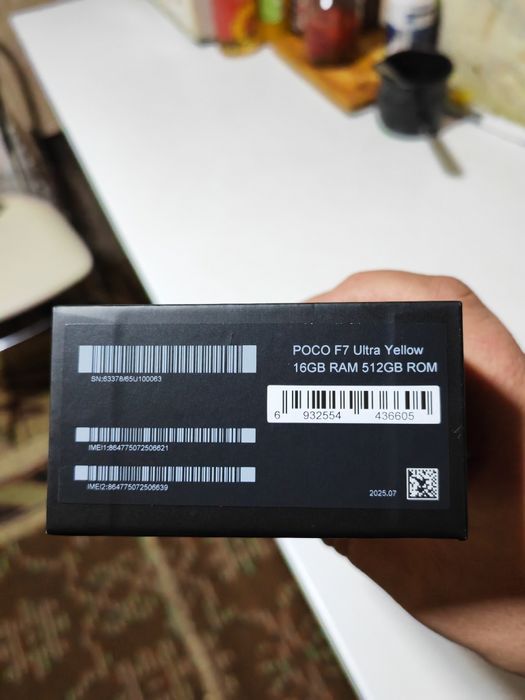 POCO F7 Ultra Yellow
16GB RAM 512GB ROM
SN:63378/65U100063
6 932554 436605
IMEI1:864775072506621
IMEI2:864775072506639
2025.07